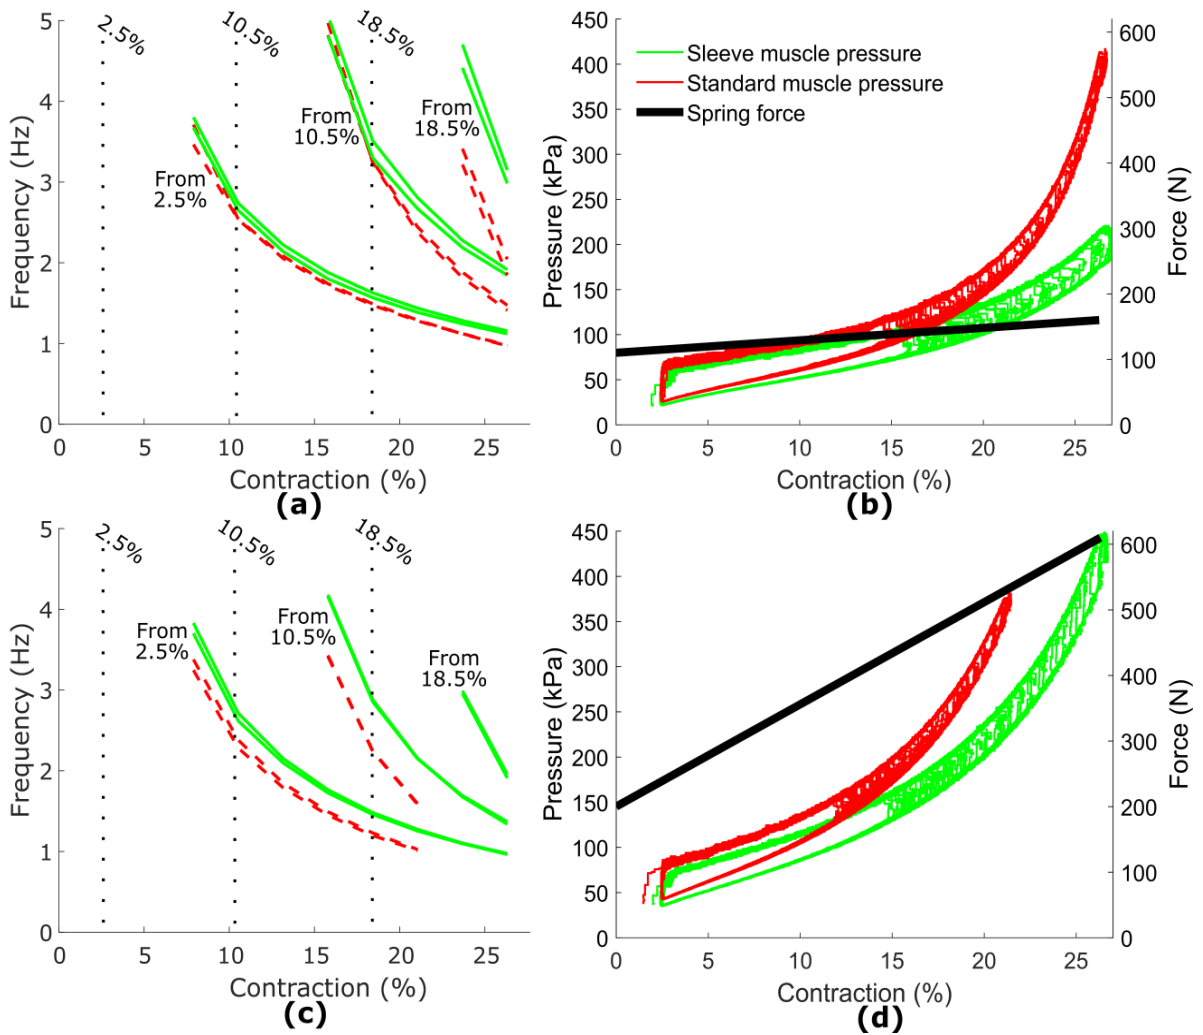 2.5%
10.5%
18.5%
From
2.5%
From
10.5%
From
18.5%
Frequency (Hz)
5
4
3
2
1
0
0 5 10 15 20 25
Contraction (%)
(a)
Sleeve muscle pressure
Standard muscle pressure
Spring force
Pressure (kPa)
450
400
350
300
250
200
150
100
50
0
Force (N)
600
500
400
300
200
100
0
0 5 10 15 20 25
Contraction (%)
(b)
2.5%
10.5%
18.5%
From
2.5%
From
10.5%
From
18.5%
Frequency (Hz)
5
4
3
2
1
0
0 5 10 15 20 25
Contraction (%)
(c)
Pressure (kPa)
450
400
350
300
250
200
150
100
50
0
Force (N)
600
500
400
300
200
100
0
0 5 10 15 20 25
Contraction (%)
(d)